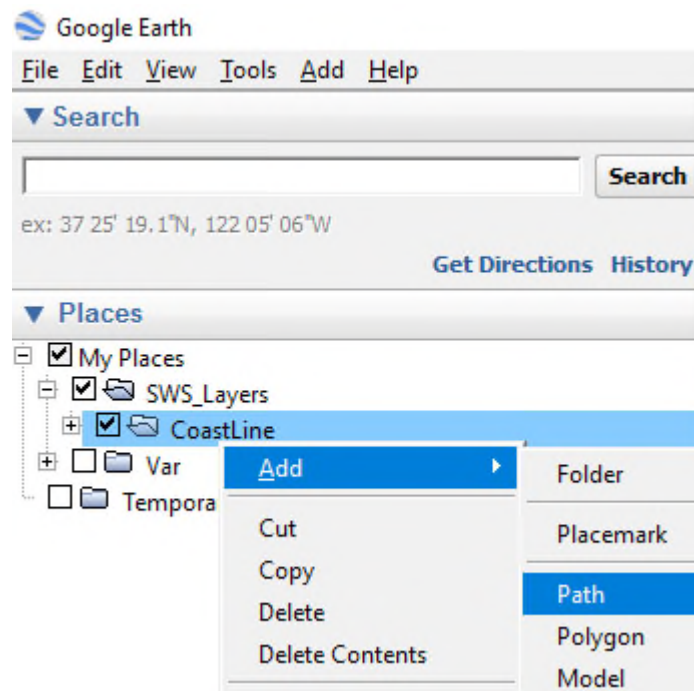 Google Earth
File Edit View Tools Add Help
Search
Search
ex: 37 25' 19.1"N, 122 05' 06"W
Get Directions History
Places
My Places
SWS_Layers
CoastLine
Var
Tempora
Add
Cut
Copy
Delete
Delete Contents
Folder
Placemark
Path
Polygon
Model